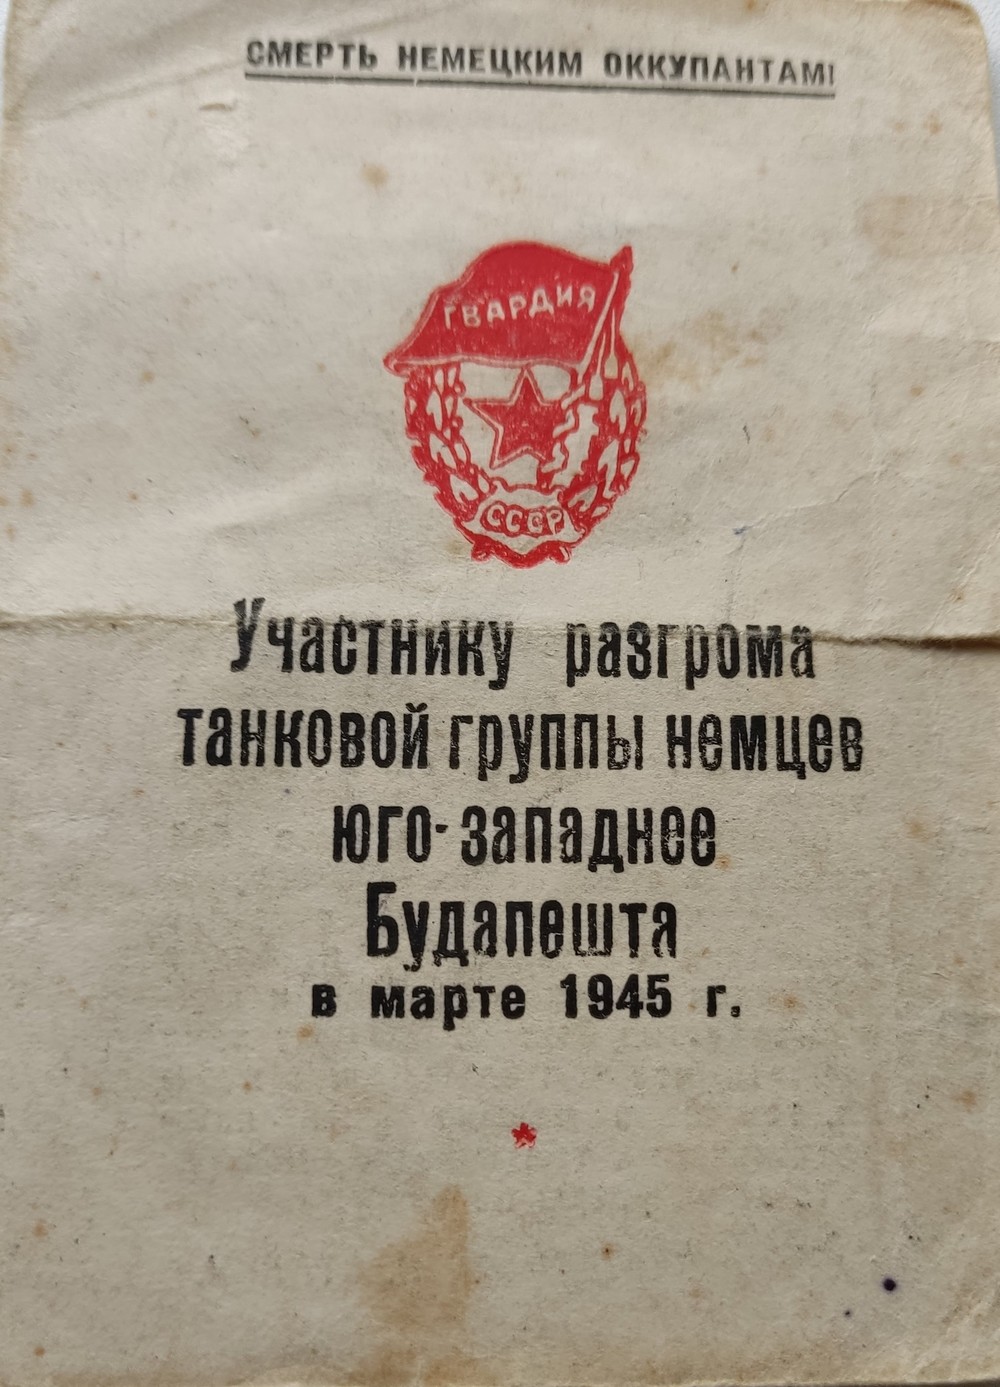 СМЕРТЬ НЕМЕЦКИМ ОККУПАНТАМ!
ГВАРДИЯ
СССР
Участнику разгрома
танковой группы немцев
юго-западнее
Будапешта
в марте 1945 г.